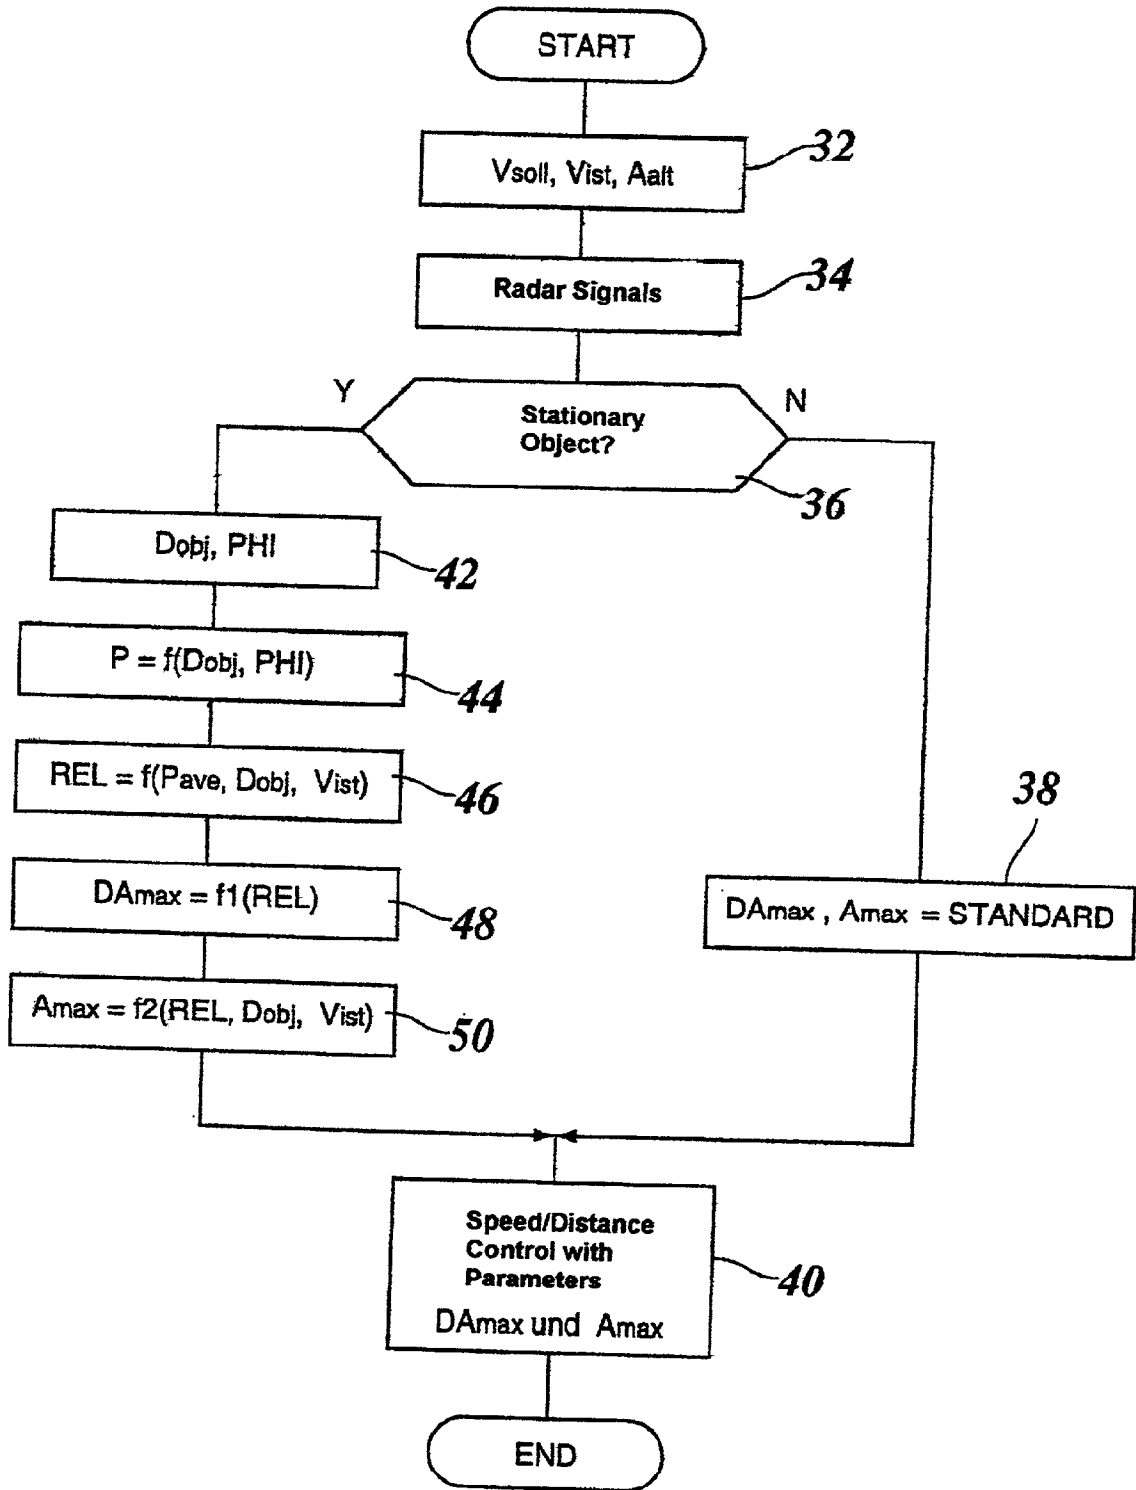 START
Vsoll, Vist, Aalt
32
Radar Signals
34
Y
N
Stationary
Object?
36
Dobj, PHI
42
P = f(Dobj, PHI)
44
REL = f(Pave, Dobj, Vist)
46
38
DAmax = f1(REL)
48
DAmax , Amax = STANDARD
Amax = f2(REL, Dobj, Vist)
50
Speed/Distance
Control with
Parameters
DAmax und Amax
40
END